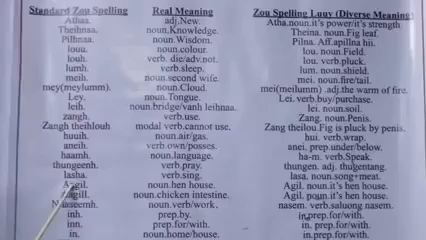 Standard Zou Spelling Real Meaning Zou Spelling Louy (Diverse Meaning)
Athaa. adj.New. Atha.noun.it's power/it's strength
Theihnaa. noun.Knowledge. Theina. noun.Fig leaf.
Pilhnaa. noun.Wisdom. Pilna. Aff.apillna hii.
louu. noun.colour. lou. noun. Field.
louh. verb. die/adv.not. lou. verb.pluck.
lumh. verb.sleep. lum. noun.shield.
meih. noun.second wife. mei. noun.fire/tail.
mey(meylumm). noun.Cloud. mei(meilumm) .adj.the warm of fire.
Ley. noun.Tongue. Lei. verb.buy/purchase.
leih. noun.bridge/vanh leihnaa. lei. noun.soil.
zangh. verb.use. Zang. noun.Penis.
Zangh theihlouh modal verb.cannot use. Zang theilou.Fig is pluck by penis.
huuih. noun.air/gas. hui. verb.wrap.
aneih. verb.own/posses. anei. prep.under/below.
haamh. noun.language. ha-m. verb.Speak.
thungeenh. verb.pray. thungen. adj.
lasha. verb.sing. lasa. noun.song+meat.
noun.hen house. Agil. noun.it's hen house.
noun.chicken intestine. Agil. noun.it's hen house.
noun.verb/work. nasem. verb.saluong nasem.
inh. prep.by. in.prep.for/with.
inn. prep.for/with. in. prep.for/with.
in. noun.home/house. in. prep.for/with.